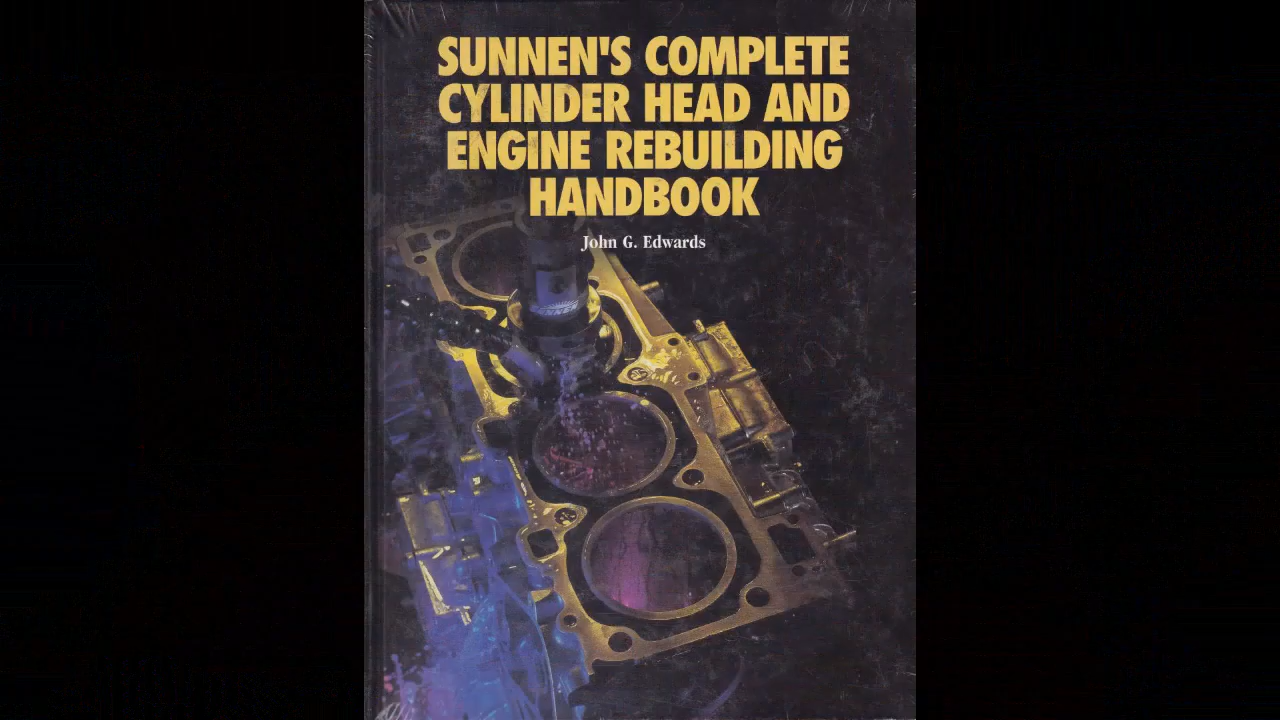 SUNNEN'S COMPLETE
CYLINDER HEAD AND
ENGINE REBUILDING
HANDBOOK
John G. Edwards